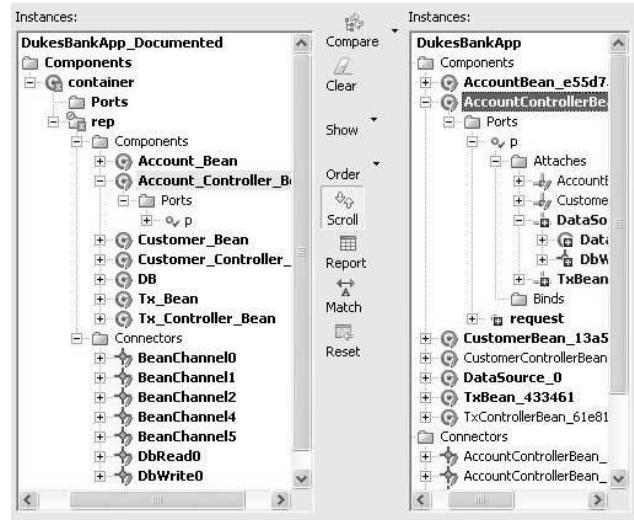 Instances:
DukesBankApp_Documented
Components
container
Ports
rep
Components
Account_Bean
Account_Controller_B
Ports
p
Customer_Bean
Customer_Controller_
DB
Tx_Bean
Tx_Controller_Bean
Connectors
BeanChannel0
BeanChannel1
BeanChannel2
BeanChannel4
BeanChannel5
DbRead0
DbWrite0
Compare
Clear
Show
Order
Scroll
Report
Match
Reset
Instances:
DukesBankApp
Components
AccountBean_e55d7
AccountControllerBe
Ports
p
Attaches
Account
Custome
DataSo
Data
DbW
TxBean
Binds
request
CustomerBean_13a5
CustomerControllerBean
DataSource_0
TxBean_433461
TxControllerBean_61e81
Connectors
AccountControllerBean_
AccountControllerBean_